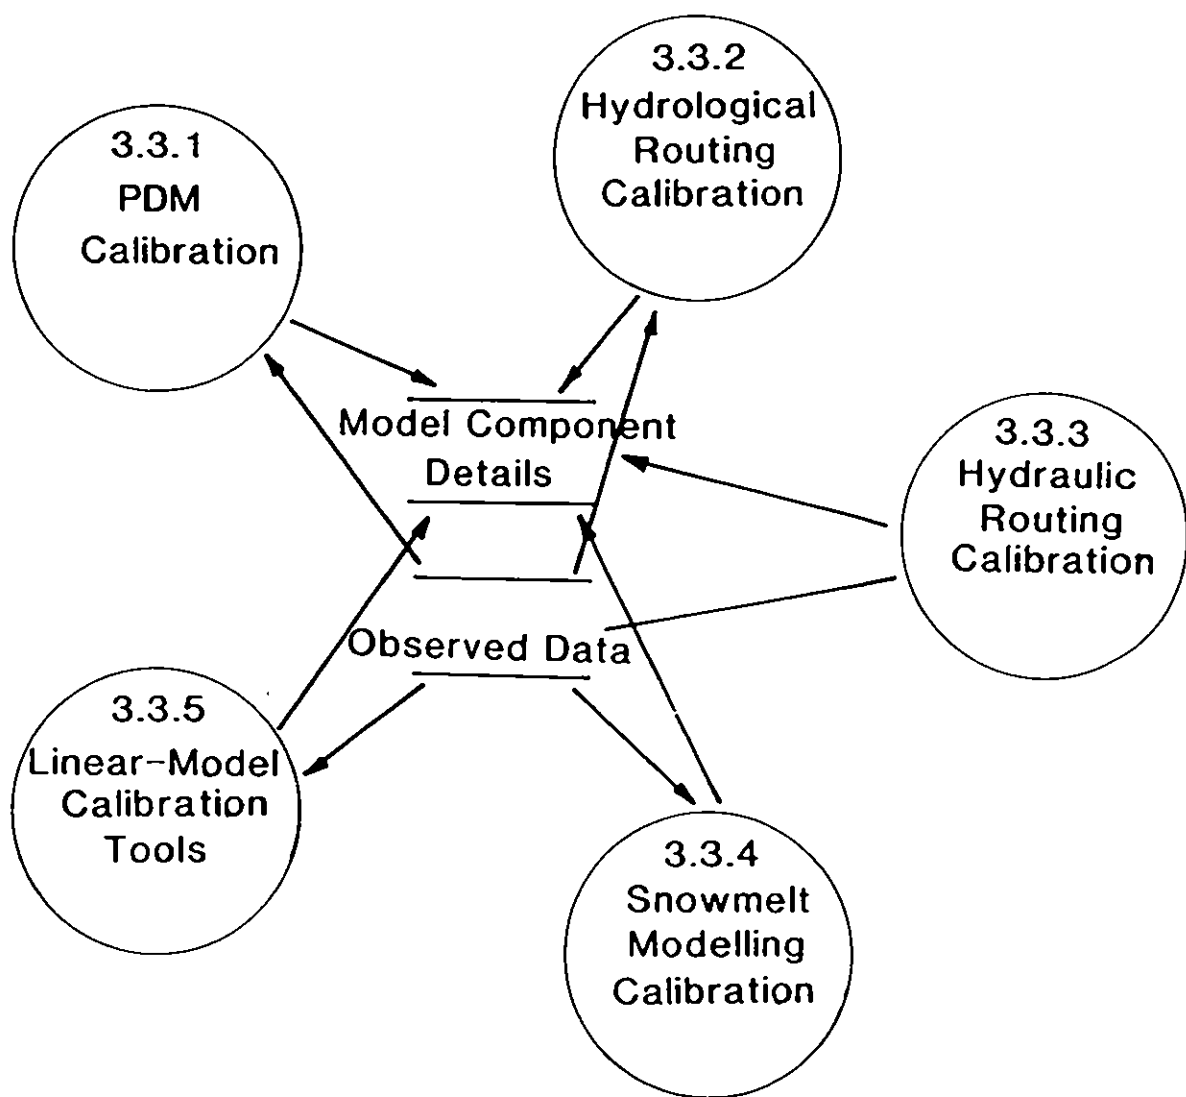 3.3.1
PDM
Calibration
3.3.2
Hydrological
Routing
Calibration
Model Component
Details
3.3.3
Hydraulic
Routing
Calibration
Observed Data
3.3.5
Linear-Model
Calibration
Tools
3.3.4
Snowmelt
Modelling
Calibration